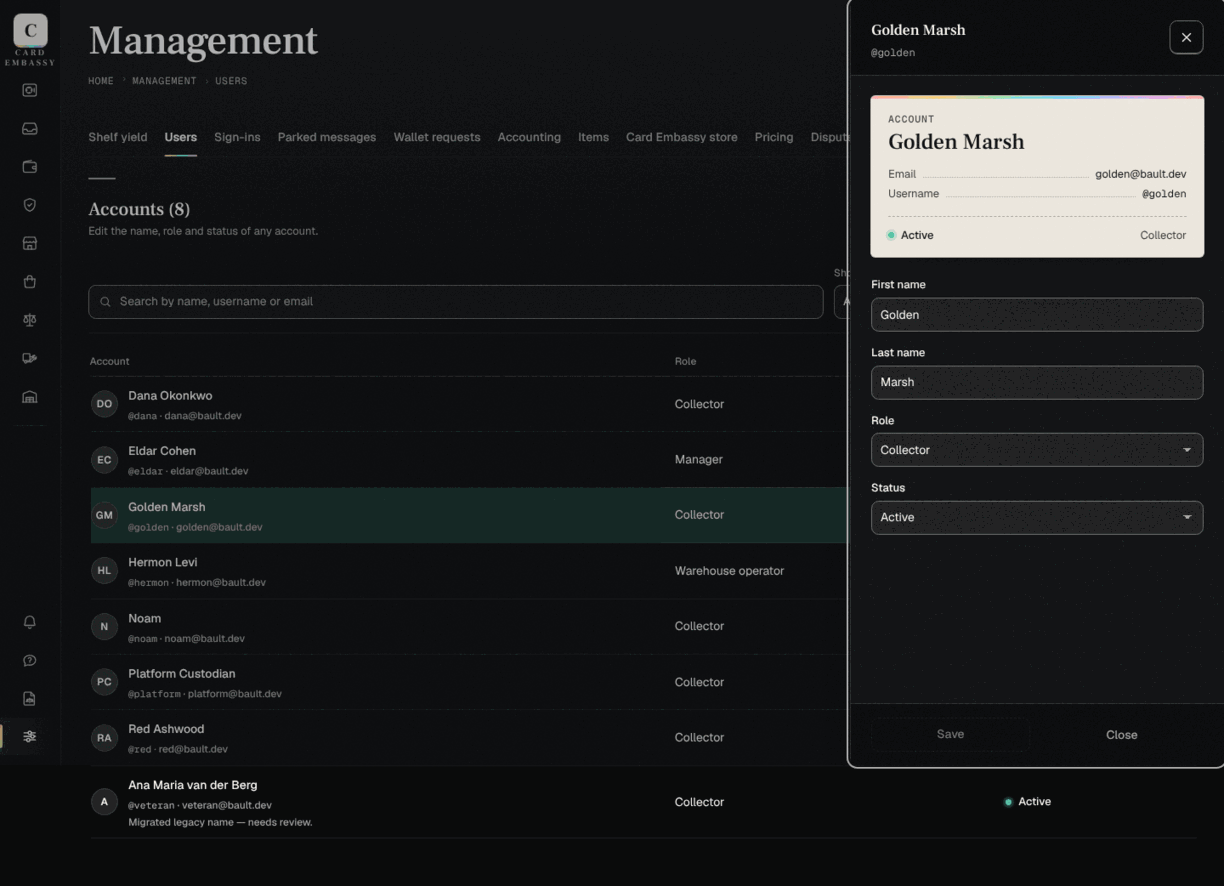 C
CARD
EMBASSY
Management
HOME › MANAGEMENT › USERS
Shelf yield Users Sign-ins Parked messages Wallet requests Accounting Items Card Embassy store Pricing Disput
Accounts (8)
Edit the name, role and status of any account.
Sho
Search by name, username or email
A
Account Role
DO
Dana Okonkwo
@dana · dana@bault.dev
Collector
EC
Eldar Cohen
@eldar · eldar@bault.dev
Manager
GM
Golden Marsh
@golden · golden@bault.dev
Collector
HL
Hermon Levi
@hermon · hermon@bault.dev
Warehouse operator
N
Noam
@noam · noam@bault.dev
Collector
PC
Platform Custodian
@platform · platform@bault.dev
Collector
RA
Red Ashwood
@red · red@bault.dev
Collector
A
Ana Maria van der Berg
@veteran · veteran@bault.dev
Migrated legacy name — needs review.
Collector
Active
Golden Marsh
@golden
ACCOUNT
Golden Marsh
Email golden@bault.dev
Username @golden
Active Collector
First name
Golden
Last name
Marsh
Role
Collector
Status
Active
Save Close